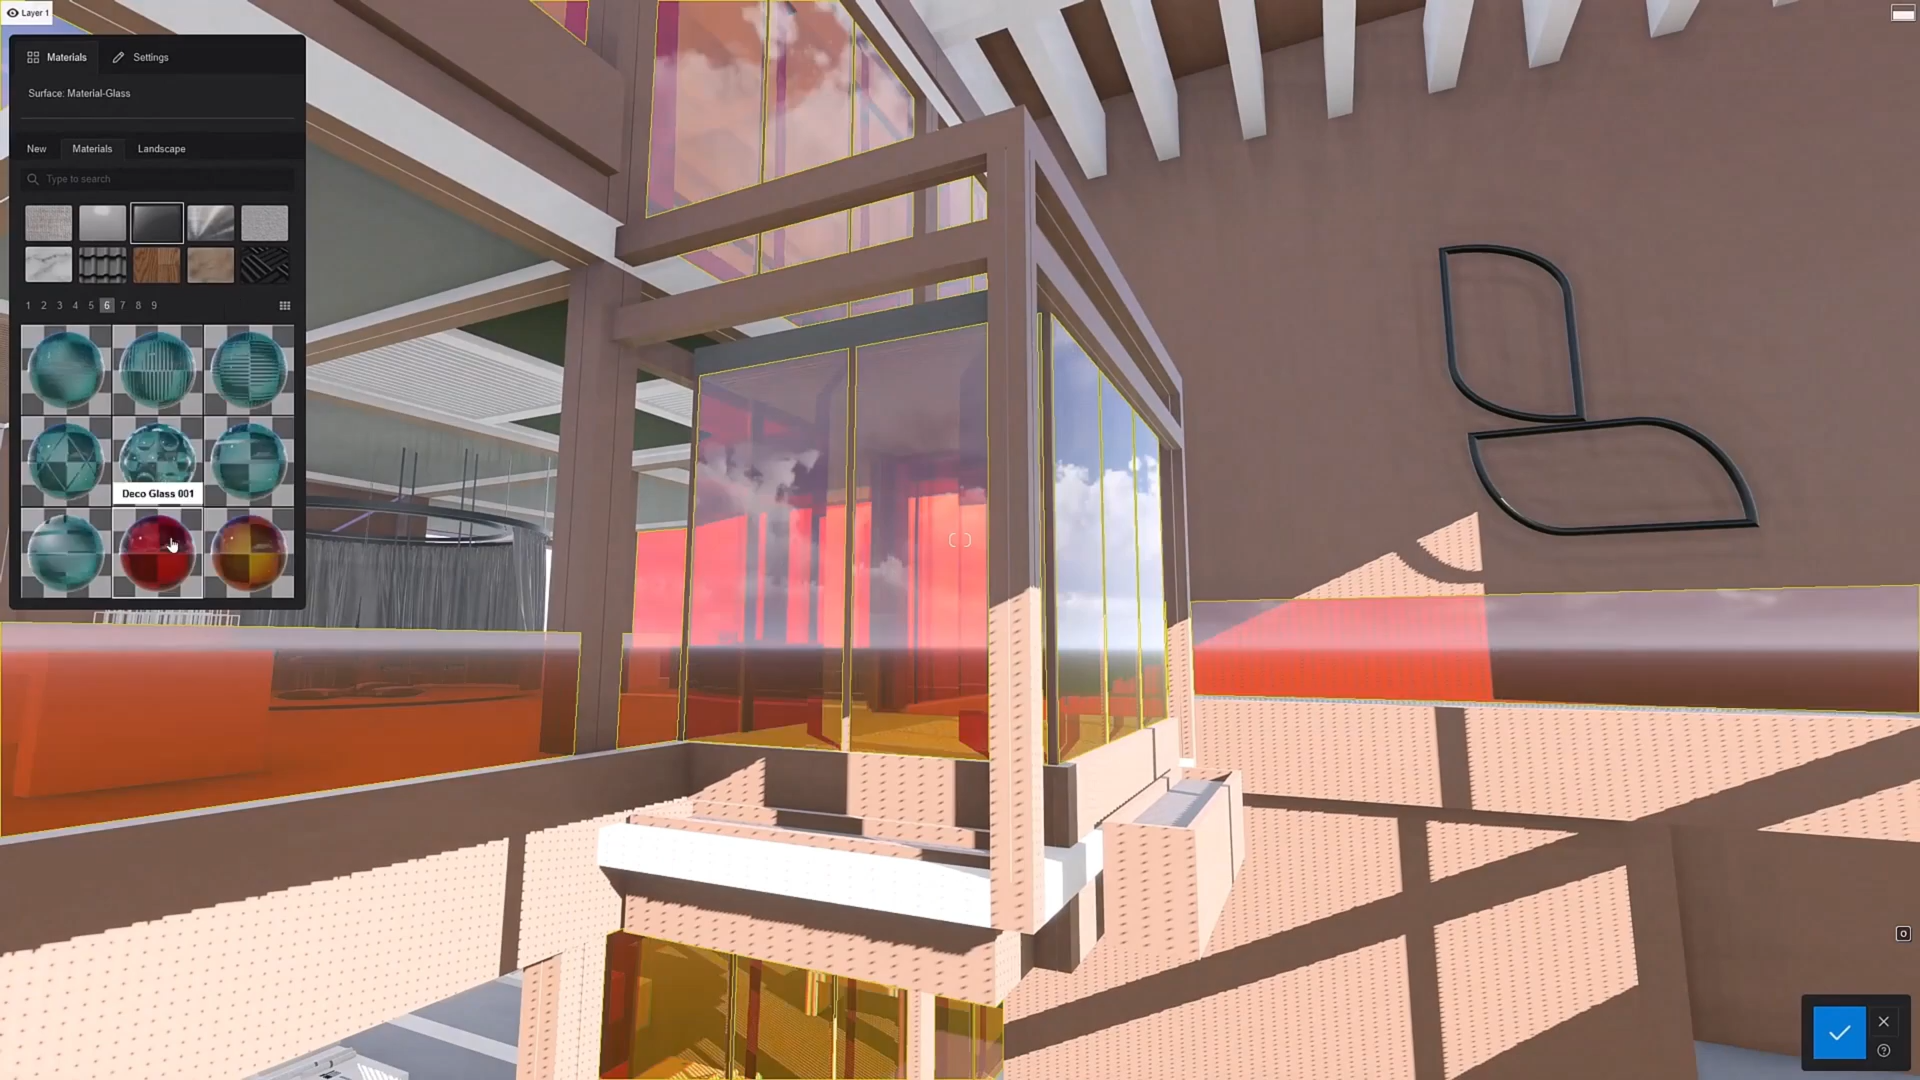 Layer 1
Materials
Settings
Surface: Material-Glass
New
Materials
Landscape
Type to search
1 2 3 4 5 6 7 8 9
Deco Glass 001